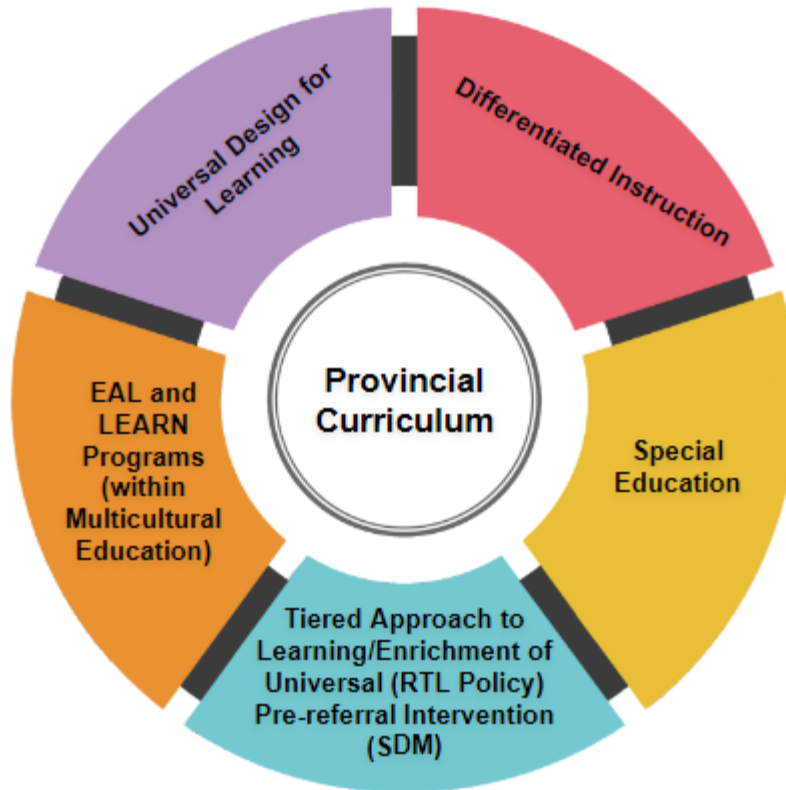 Universal Design for
Learning
Differentiated Instruction
Provincial
Curriculum
EAL and
LEARN
Programs
(within
Multicultural
Education)
Special
Education
Tiered Approach to
Learning/Enrichment of
Universal (RTL Policy)
Pre-referral Intervention
(SDM)